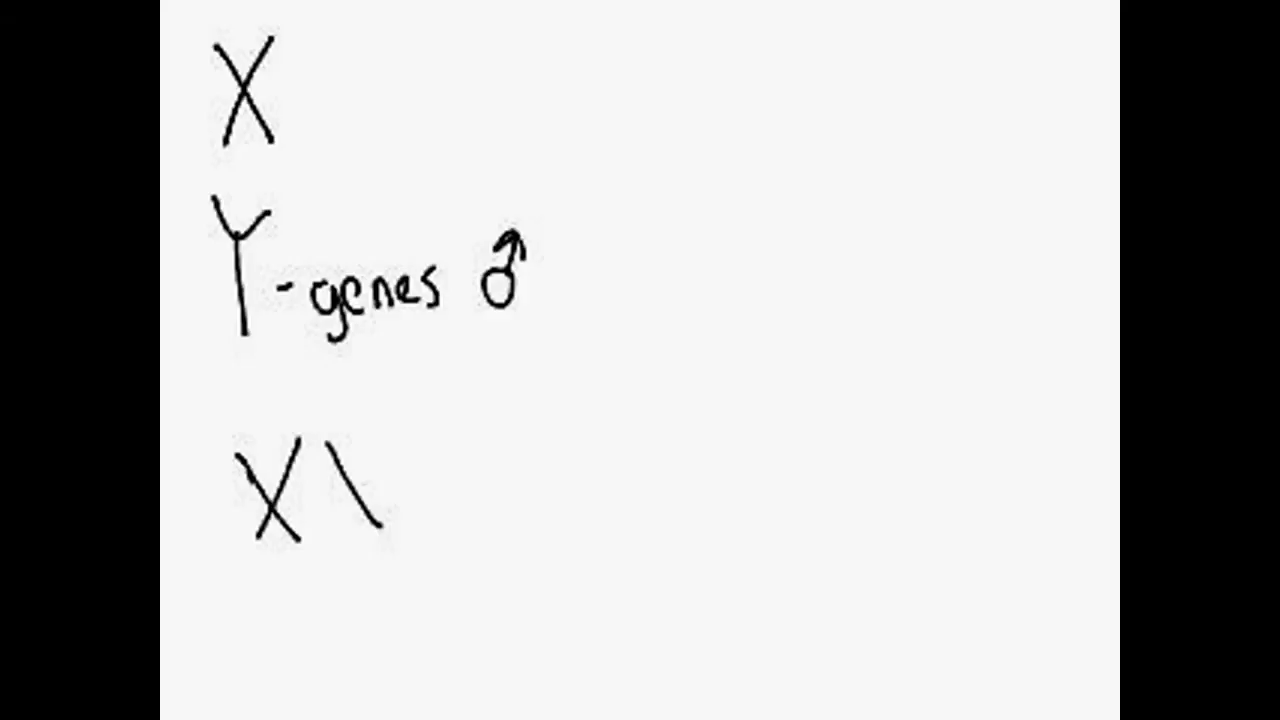 X
Y - genes ♂
X \